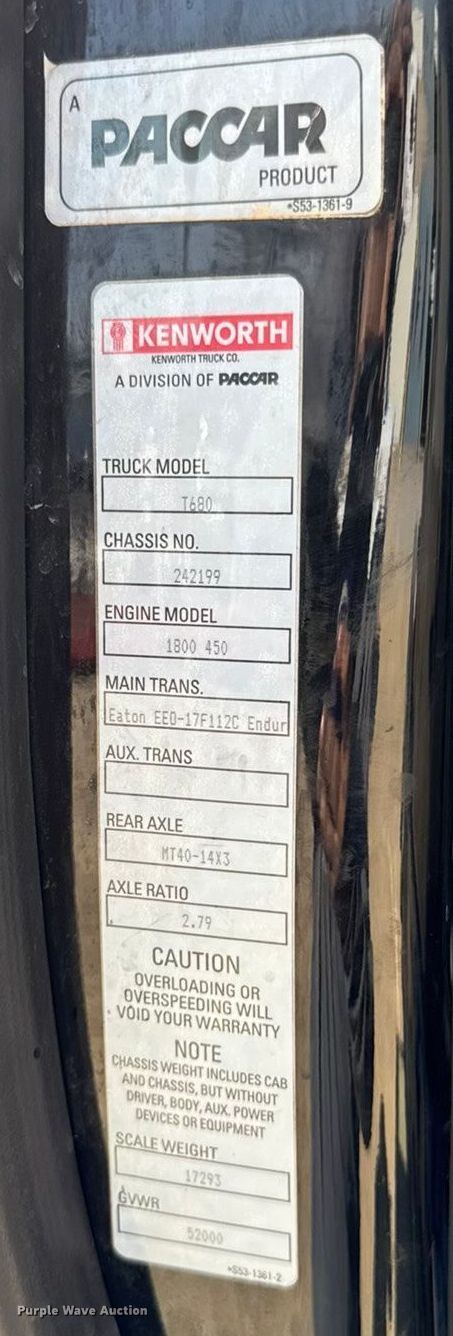 A
PACCAR
PRODUCT
*S53-1361-9
KENWORTH
KENWORTH TRUCK CO.
A DIVISION OF PACCAR
TRUCK MODEL
T680
CHASSIS NO.
242199
ENGINE MODEL
1800 450
MAIN TRANS.
Eaton EEO-17F112C Endur
AUX. TRANS
REAR AXLE
MT40-14X3
AXLE RATIO
2.79
CAUTION
OVERLOADING OR
OVERSPEEDING WILL
VOID YOUR WARRANTY
NOTE
CHASSIS WEIGHT INCLUDES CAB
AND CHASSIS, BUT WITHOUT
DRIVER, BODY, AUX. POWER
DEVICES OR EQUIPMENT
SCALE WEIGHT
17293
GVWR
52000
*S53-1361-2
Purple Wave Auction